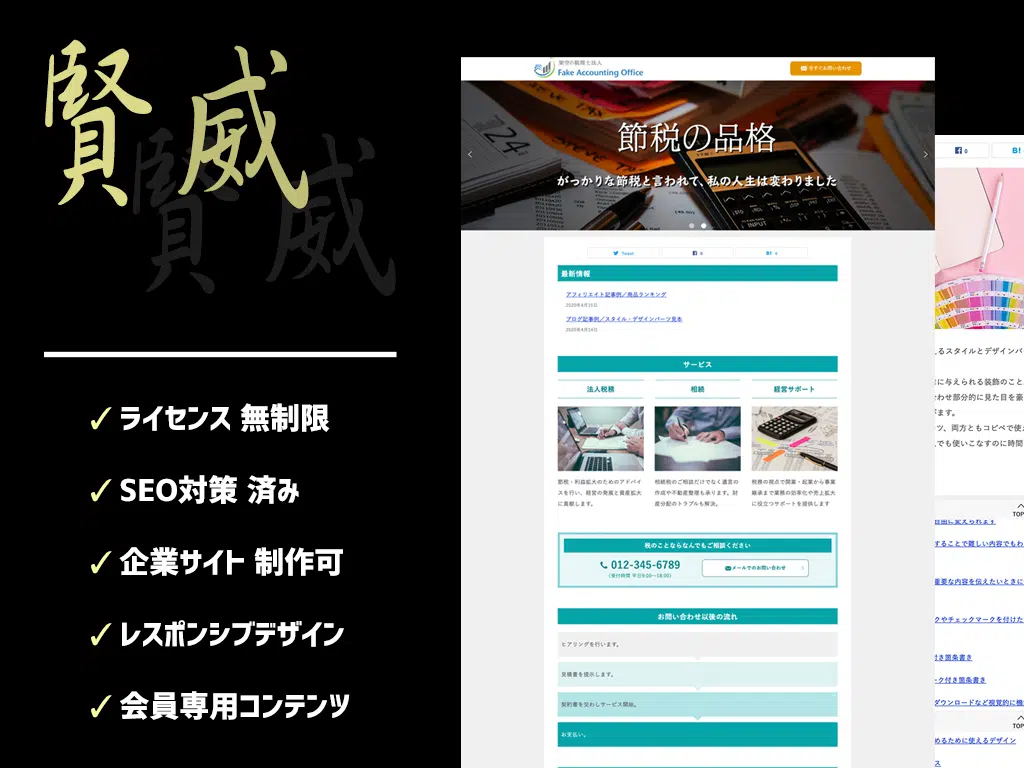 賢威
賢威
✓ライセンス 無制限
✓SEO対策 済み
✓企業サイト 制作可
✓レスポンシブデザイン
✓会員専用コンテンツ
架空の税理士法人
Fake Accounting Office
今すぐお問い合わせ
24
節税の品格
がっかりな節税と言われて、私の人生は変わりました
INPUT
Tweet
0
B! 0
最新情報
アフィリエイト記事例／商品ランキング
2020年4月15日
ブログ記事例／スタイル・デザインパーツ見本
2020年4月14日
サービス
法人税務
相続
経営サポート
節税・利益拡大のためのアドバイ
スを行い、経営の発展と資産拡大
に貢献します。
相続税のご相談だけでなく遺言の
作成や不動産整理も承ります。財
産分配のトラブルも解決。
税務の視点で開業・起業から事業
継承まで業務の効率化や売上拡大
に役立つサポートを提供します
税のことならなんでもご相談ください
012-345-6789
（受付時間 平日9:00〜18:00）
メールでのお問い合わせ
お問い合わせ以後の流れ
ヒアリングを行います。
見積書を提示します。
契約書を交わしサービス開始。
お支払い。
0
B!
えるスタイルとデザインパ
に与えられる装飾のこと
わせ部分的に見た目を豪
ます。
ツ、両方ともコピペで使え
でも使いこなすのに時間
TOP
自由に変えられます
することで難しい内容でもわ
重要な内容を伝えたいときに
クやチェックマークを付けた
付き箇条書き
ーク付き箇条書き
ダウンロードなど視覚的に機
TOP
めるために使えるデザイン
ス